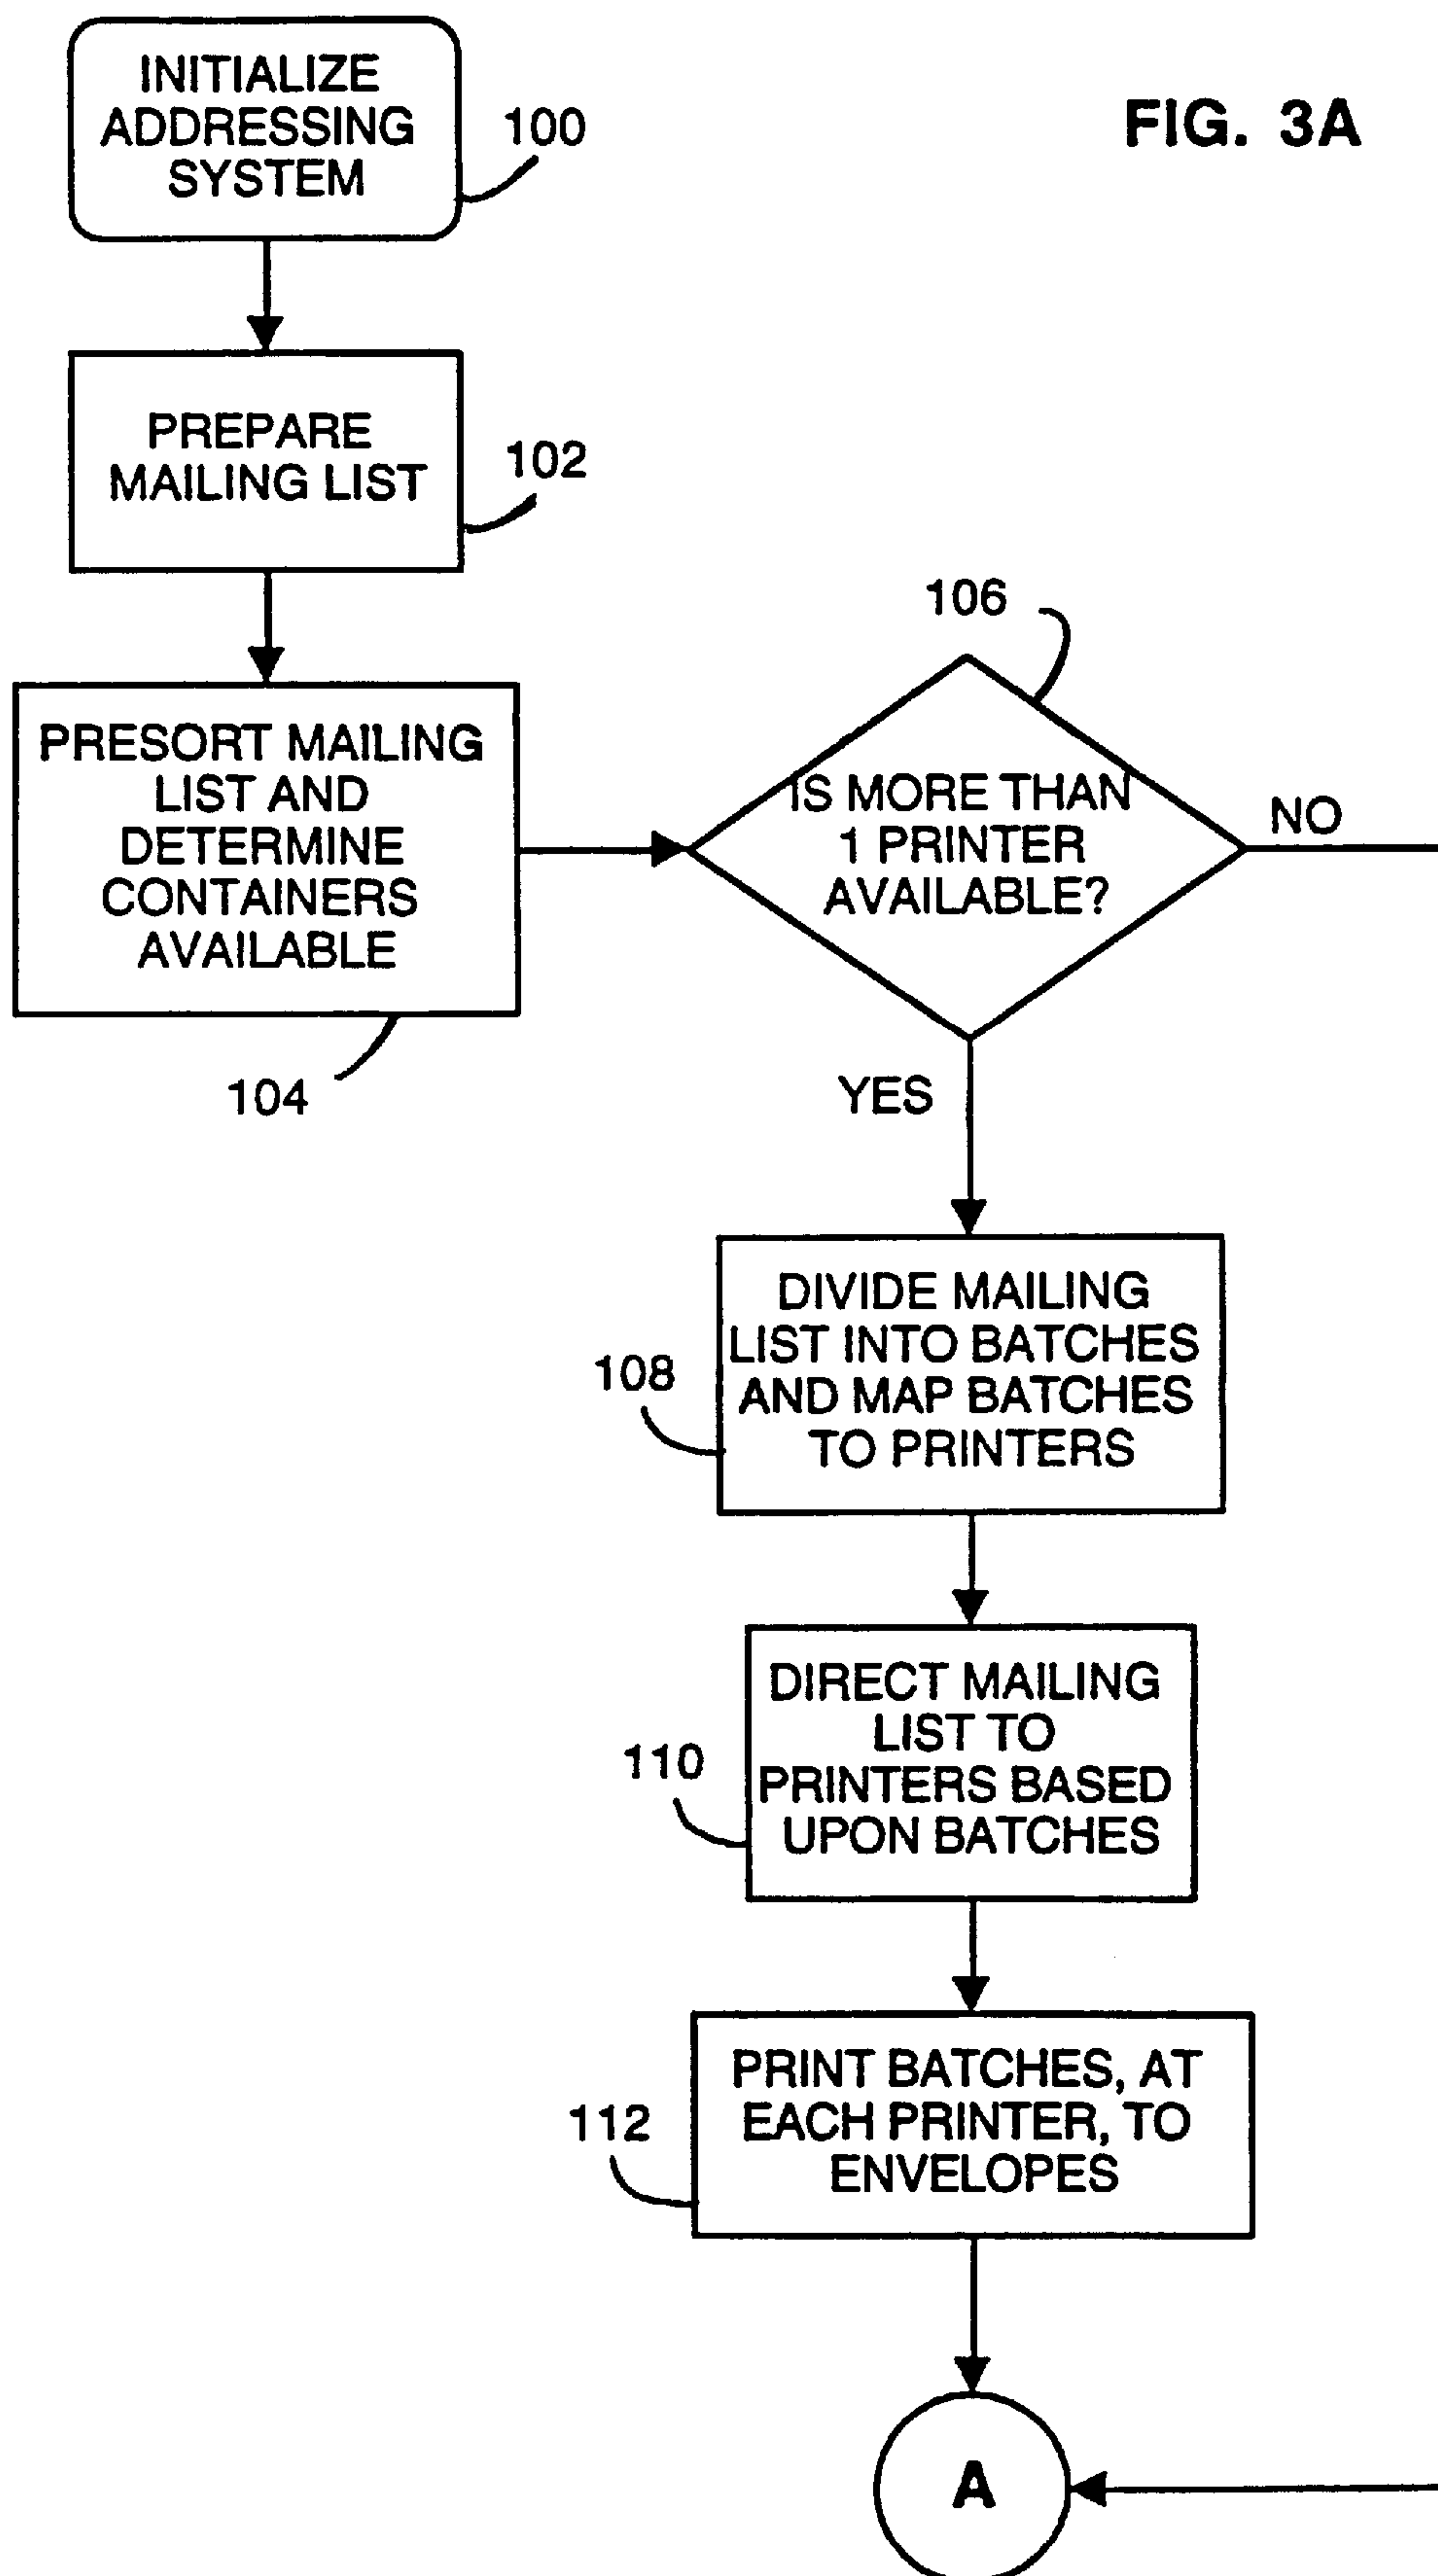 FIG. 3A
INITIALIZE
ADDRESSING
SYSTEM
100
PREPARE
MAILING LIST
102
PRESORT MAILING
LIST AND
DETERMINE
CONTAINERS
AVAILABLE
104
106
IS MORE THAN
1 PRINTER
AVAILABLE?
NO
YES
DIVIDE MAILING
LIST INTO BATCHES
AND MAP BATCHES
TO PRINTERS
108
DIRECT MAILING
LIST TO
PRINTERS BASED
UPON BATCHES
110
PRINT BATCHES, AT
EACH PRINTER, TO
ENVELOPES
112
A